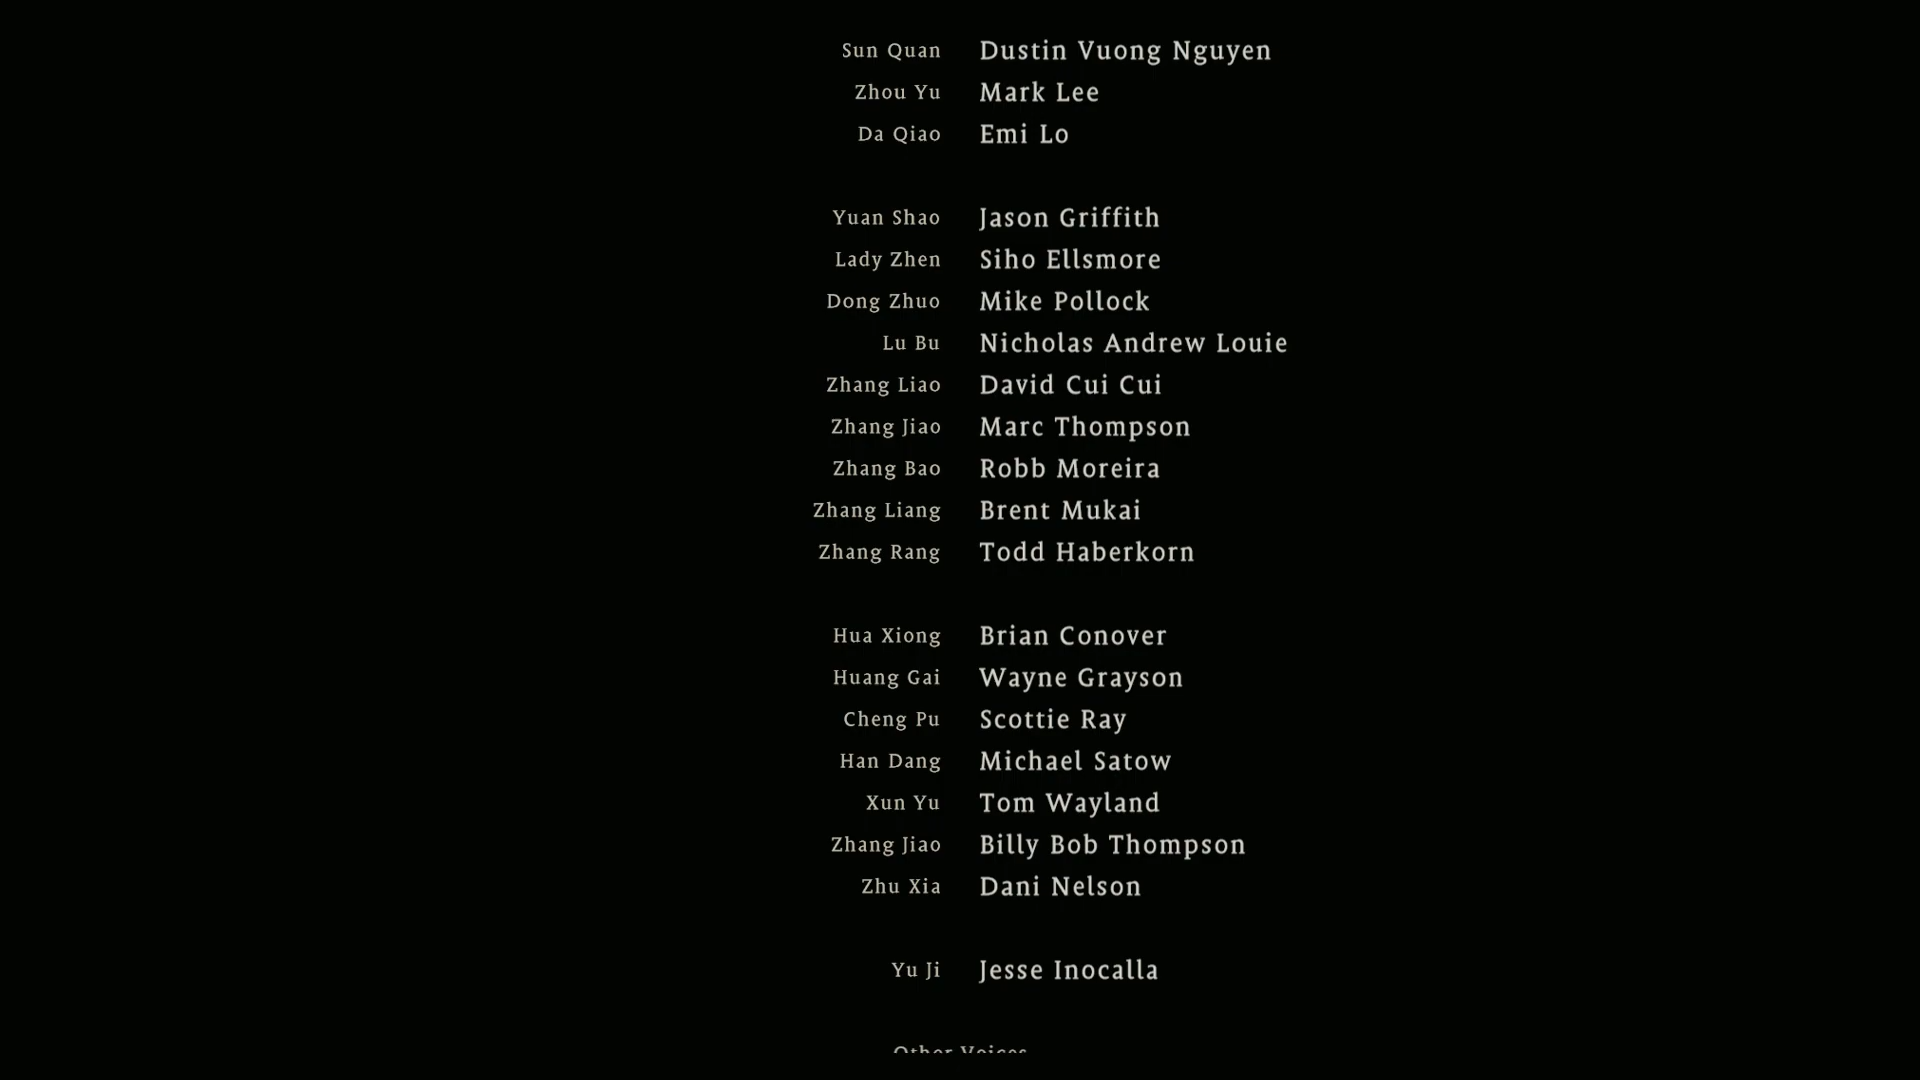 Sun Quan Dustin Vuong Nguyen
Zhou Yu Mark Lee
Da Qiao Emi Lo
Yuan Shao Jason Griffith
Lady Zhen Siho Ellsmore
Dong Zhuo Mike Pollock
Lu Bu Nicholas Andrew Louie
Zhang Liao David Cui Cui
Zhang Jiao Marc Thompson
Zhang Bao Robb Moreira
Zhang Liang Brent Mukai
Zhang Rang Todd Haberkorn
Hua Xiong Brian Conover
Huang Gai Wayne Grayson
Cheng Pu Scottie Ray
Han Dang Michael Satow
Xun Yu Tom Wayland
Zhang Jiao Billy Bob Thompson
Zhu Xia Dani Nelson
Yu Ji Jesse Inocalla
Other Voices